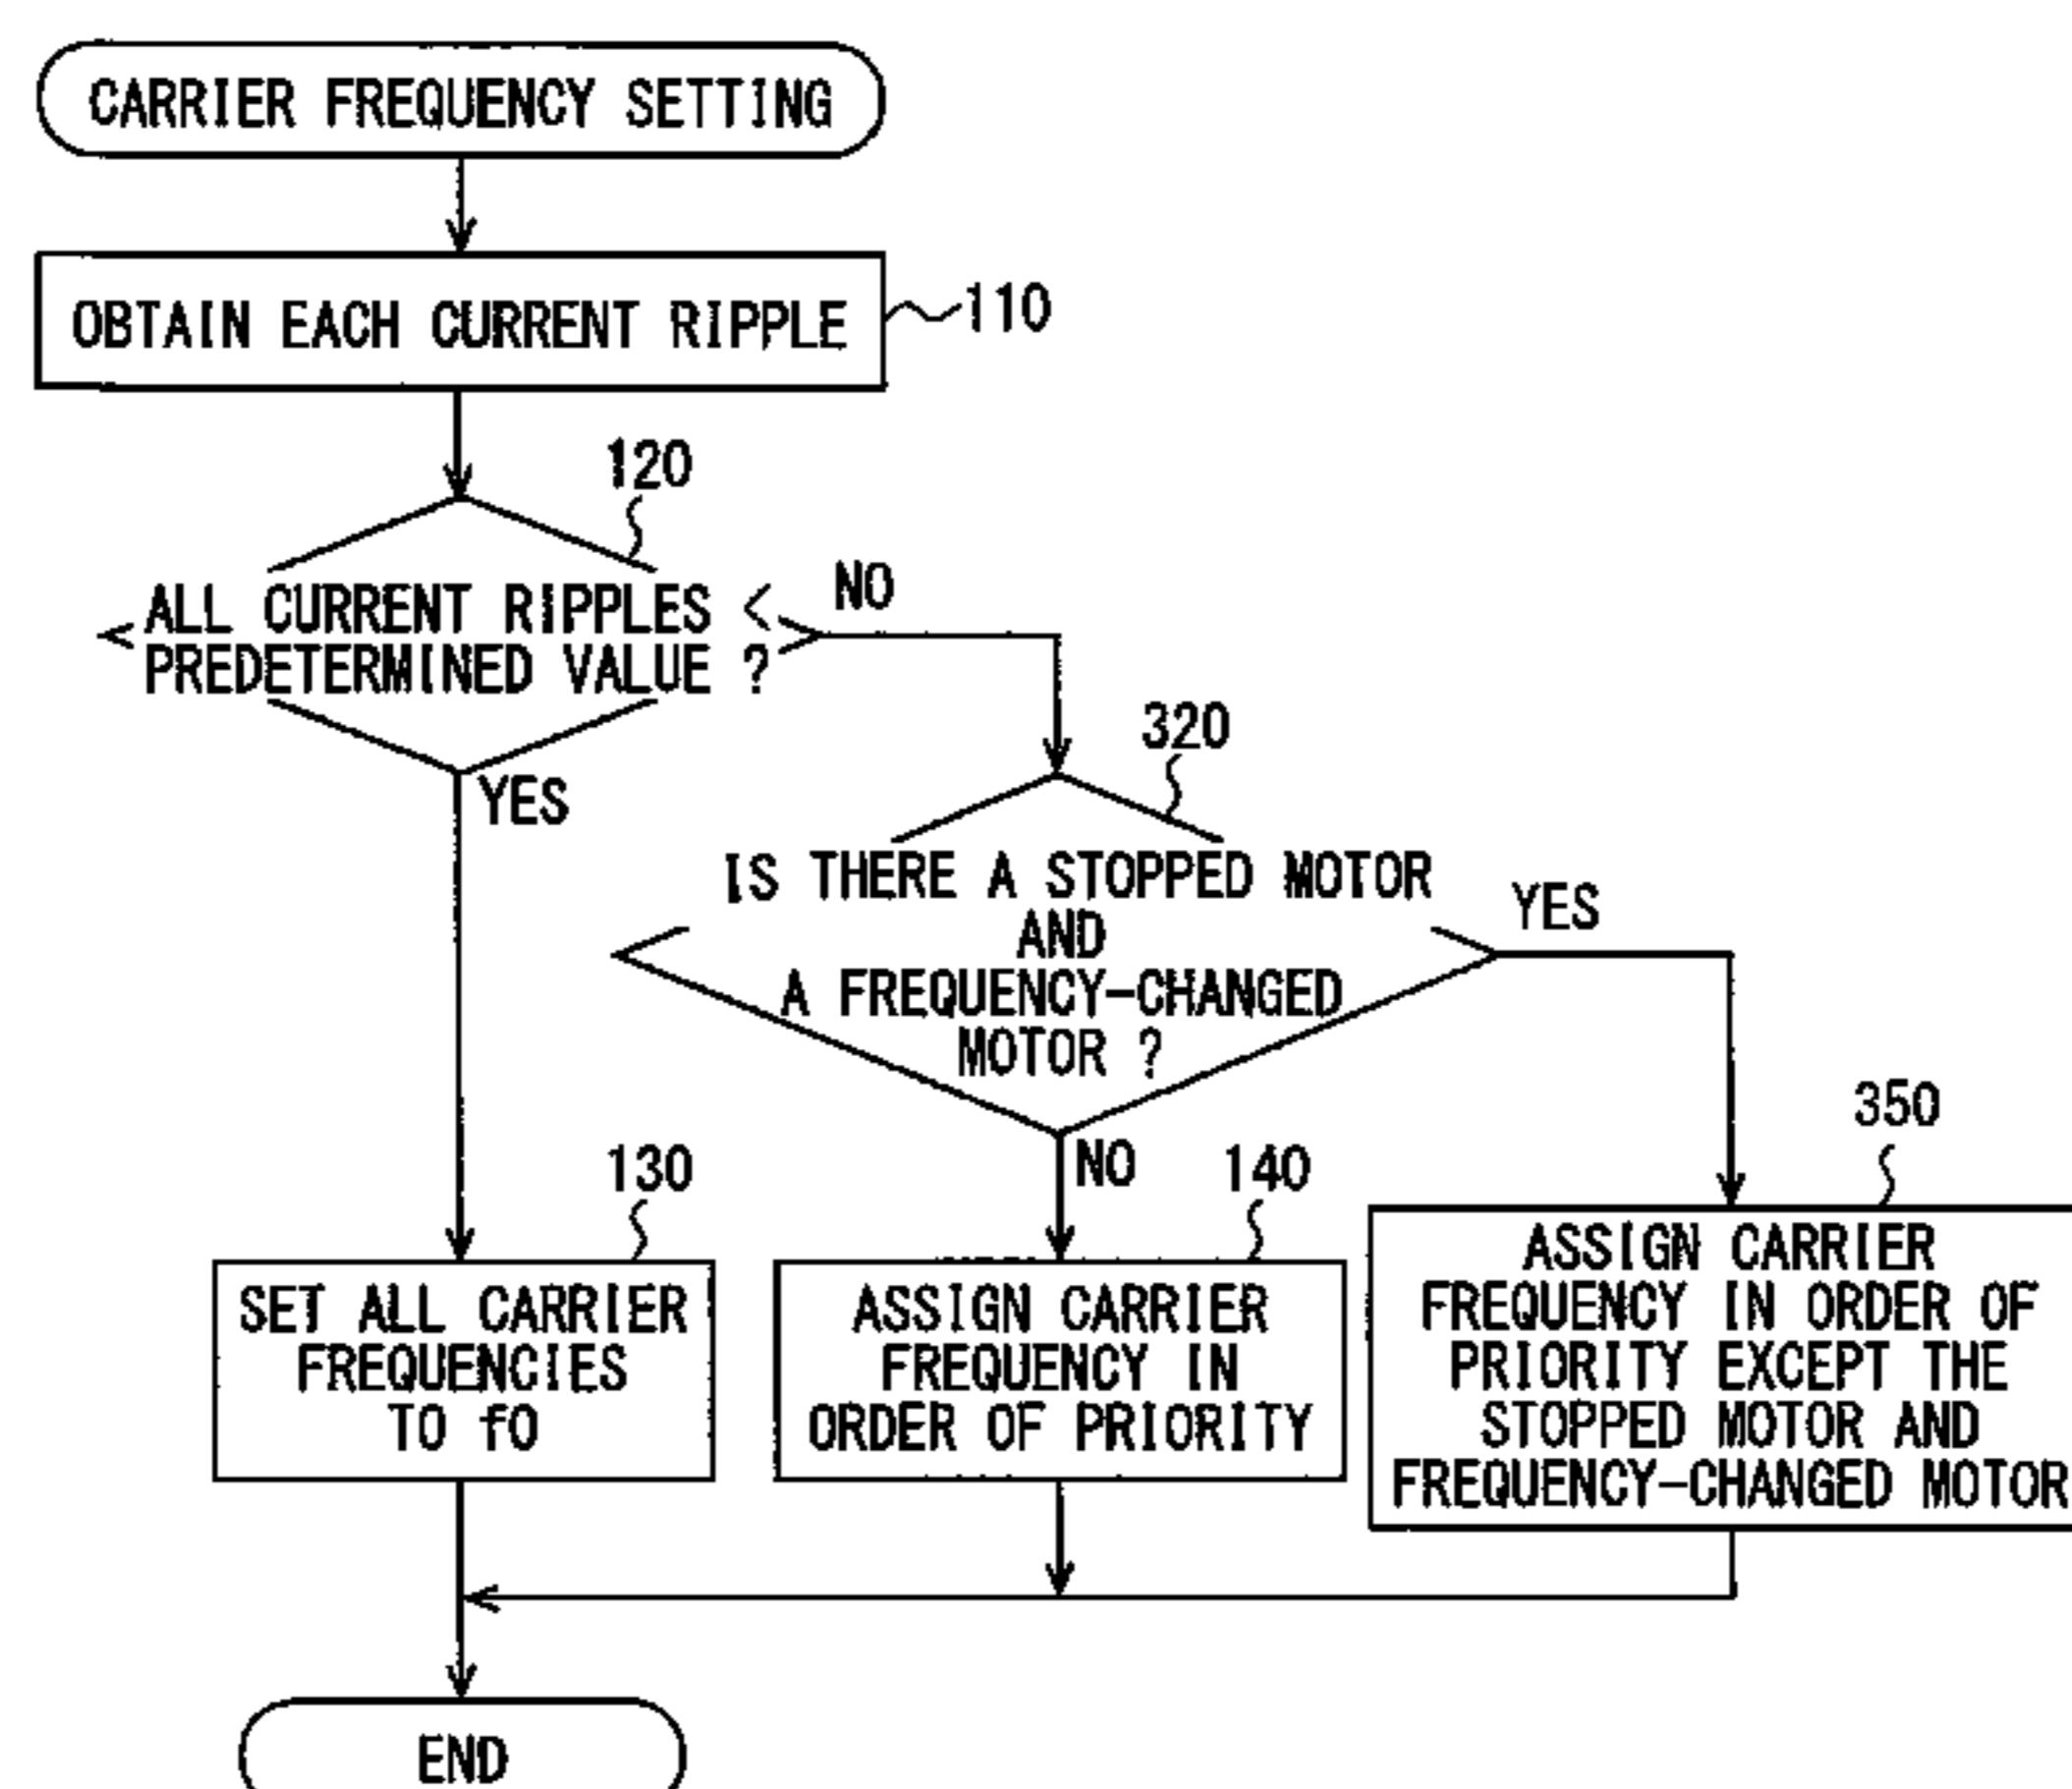 CARRIER FREQUENCY SETTING
OBTAIN EACH CURRENT RIPPLE
110
120
ALL CURRENT RIPPLES <
PREDETERMINED VALUE ?
NO
YES
320
IS THERE A STOPPED MOTOR
AND
A FREQUENCY-CHANGED
MOTOR ?
YES
NO
130
SET ALL CARRIER
FREQUENCIES
TO f0
140
ASSIGN CARRIER
FREQUENCY IN
ORDER OF PRIORITY
350
ASSIGN CARRIER
FREQUENCY IN ORDER OF
PRIORITY EXCEPT THE
STOPPED MOTOR AND
FREQUENCY-CHANGED MOTOR
END